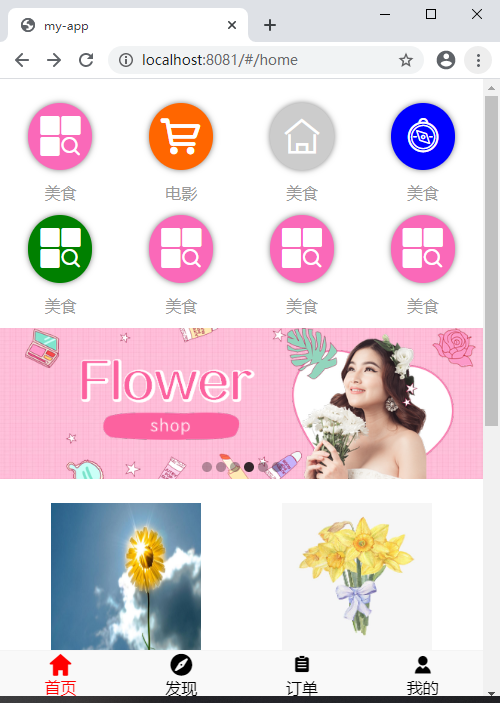 my-app
localhost:8081/#/home
美食 电影 美食 美食
美食 美食 美食 美食
Flower
shop
首页 发现 订单 我的